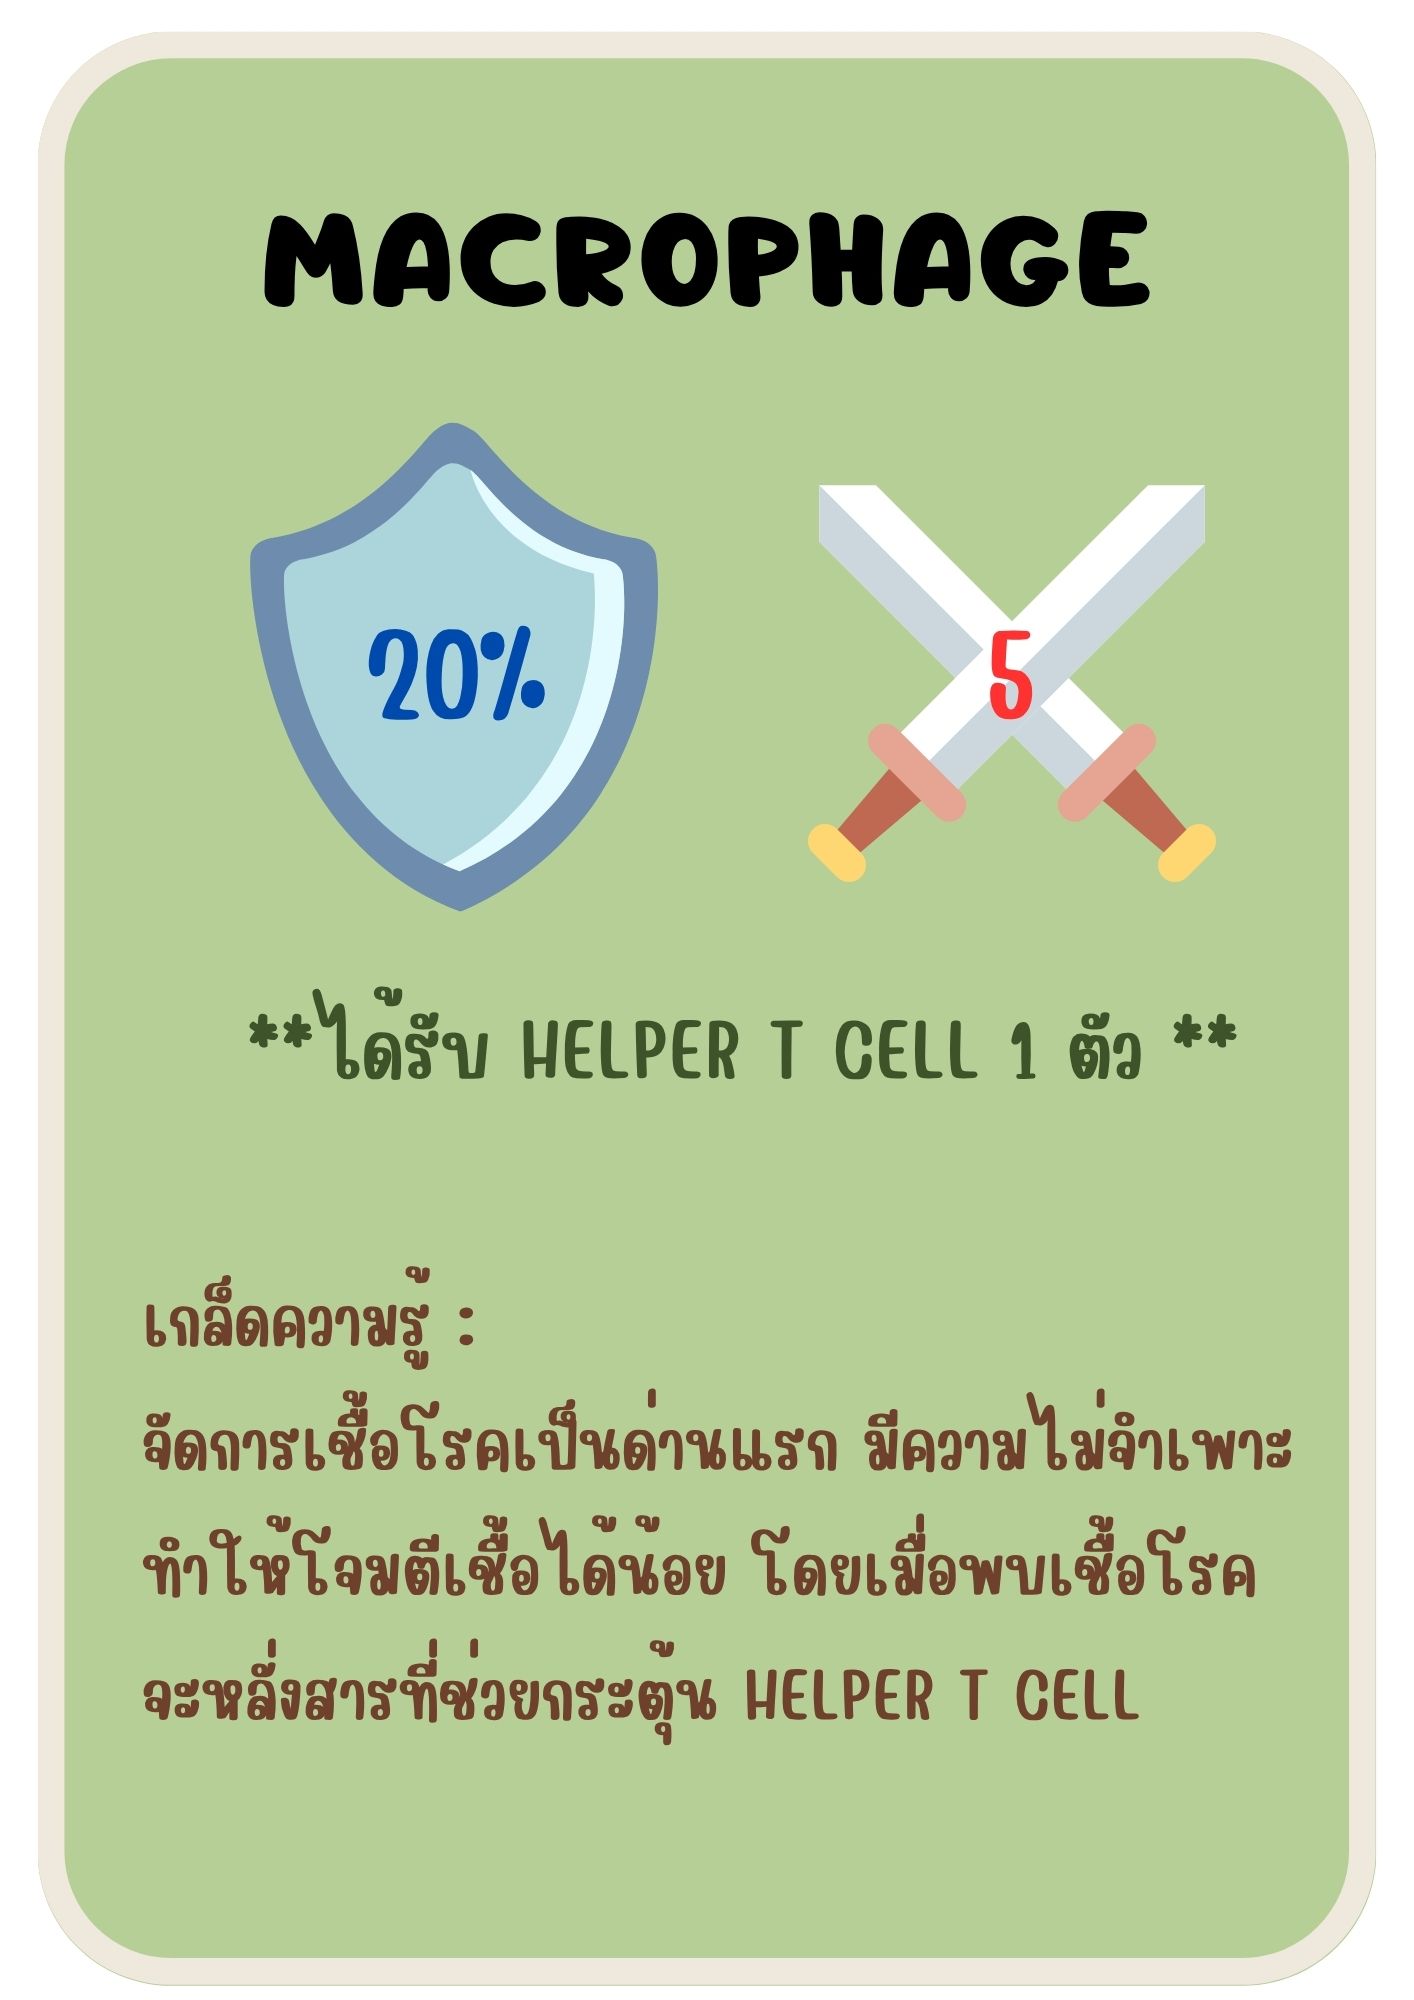 MACROPHAGE
20%
5
**ได้รับ HELPER T CELL 1 ตัว **
เกล็ดความรู้ :
จัดการเชื้อโรคเป็นด่านแรก มีความไม่จำเพาะ
ทำให้โจมตีเชื้อได้น้อย โดยเมื่อพบเชื้อโรค
จะหลั่งสารที่ช่วยกระตุ้น HELPER T CELL